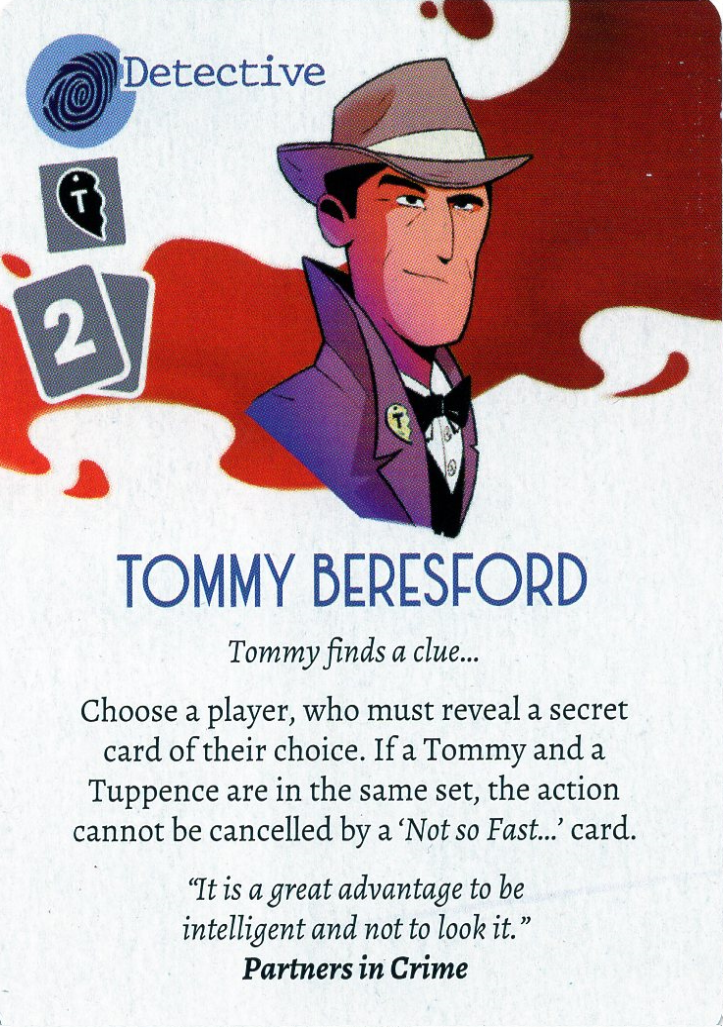 Detective
T
2
T
TOMMY BERESFORD
Tommy finds a clue...
Choose a player, who must reveal a secret
card of their choice. If a Tommy and a
Tuppence are in the same set, the action
cannot be cancelled by a ‘Not so Fast...’ card.
“It is a great advantage to be
intelligent and not to look it.”
Partners in Crime